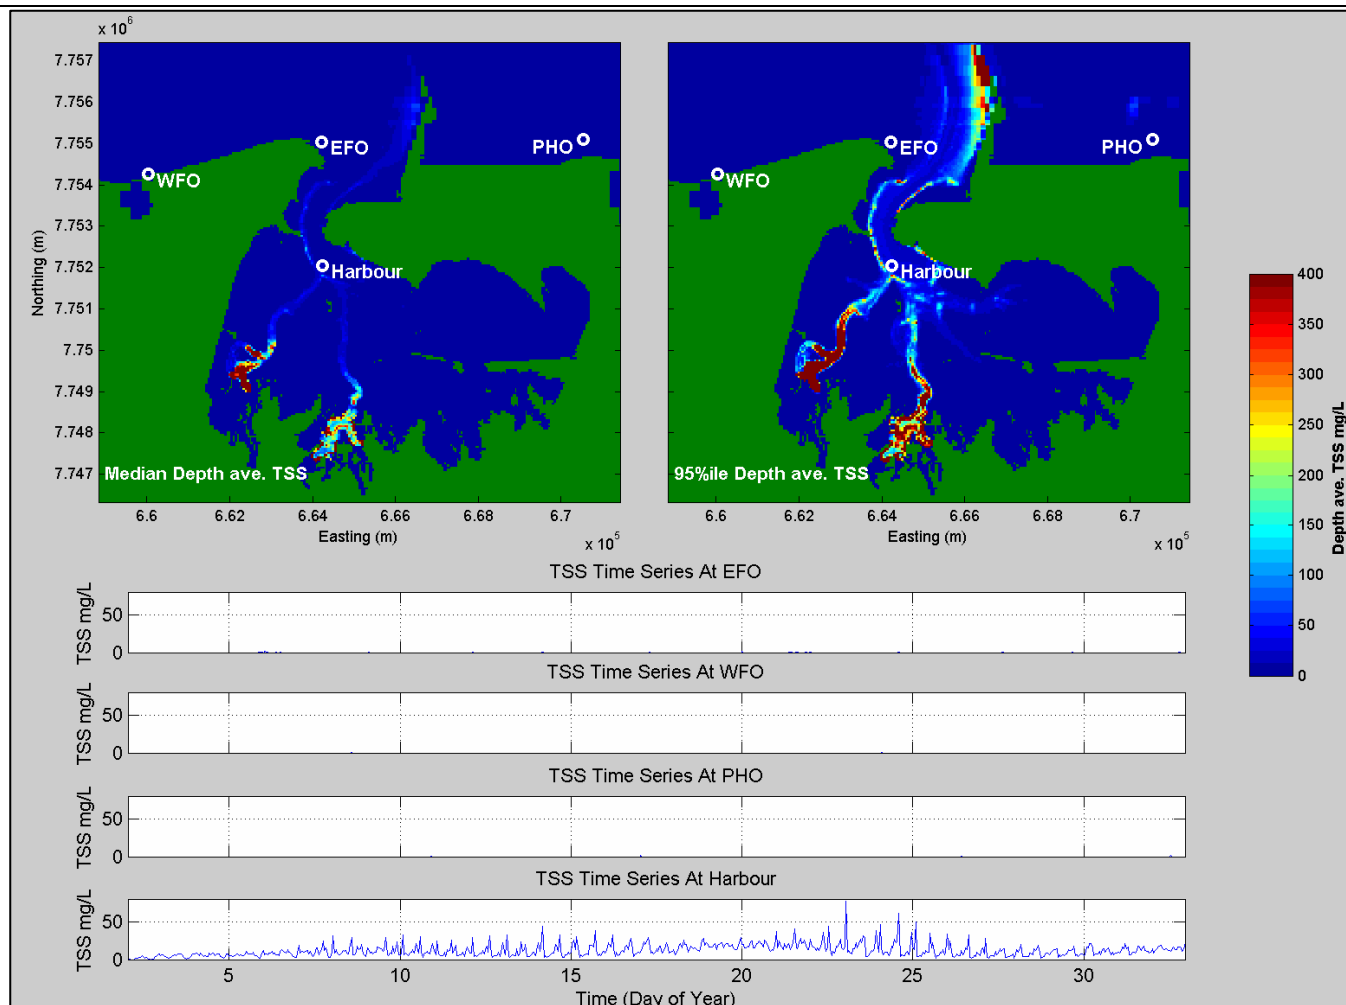 x 10^6
7.757
7.756
7.755
7.754
7.753
7.752
7.751
7.75
7.749
7.748
7.747
Northing (m)
EFO
WFO
PHO
Harbour
Median Depth ave. TSS
6.6
6.62
6.64
6.66
6.68
6.7
Easting (m)
x 10^5
EFO
WFO
PHO
Harbour
95%ile Depth ave. TSS
6.6
6.62
6.64
6.66
6.68
6.7
Easting (m)
x 10^5
400
350
300
250
200
150
100
50
0
Depth ave. TSS mg/L
TSS Time Series At EFO
TSS mg/L
50
0
TSS Time Series At WFO
TSS mg/L
50
0
TSS Time Series At PHO
TSS mg/L
50
0
TSS Time Series At Harbour
TSS mg/L
50
0
5
10
15
20
25
30
Time (Day of Year)